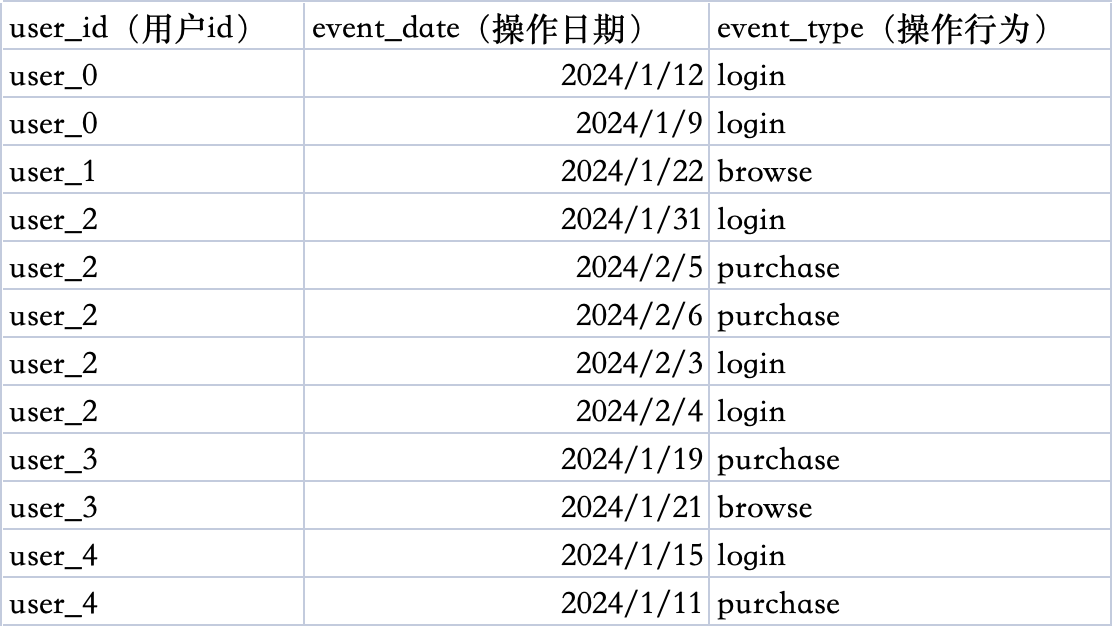 user_id（用户id） event_date（操作日期） event_type（操作行为）
user_0 2024/1/12 login
user_0 2024/1/9 login
user_1 2024/1/22 browse
user_2 2024/1/31 login
user_2 2024/2/5 purchase
user_2 2024/2/6 purchase
user_2 2024/2/3 login
user_2 2024/2/4 login
user_3 2024/1/19 purchase
user_3 2024/1/21 browse
user_4 2024/1/15 login
user_4 2024/1/11 purchase